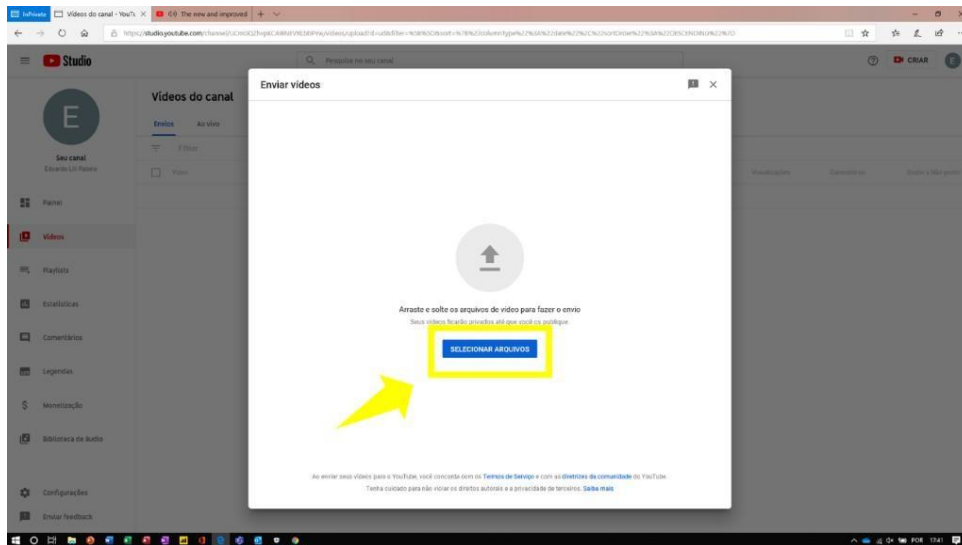 InPrivate
Vídeos do canal - YouTu
(•) The new and improved
Studio
Pesquise no seu canal
CRIAR
E
Enviar vídeos
Vídeos do canal
E
Envios
Ao vivo
Filtrar
Seu canal
Vídeo
Visualizações
Comentários
Painel
Vídeos
Playlists
Estatísticas
Arraste e solte os arquivos de vídeo para fazer o envio
Seus vídeos ficarão privados até que você os publique.
Comentários
SELECIONAR ARQUIVOS
Legendas
Monetização
Biblioteca de áudio
Ao enviar seus vídeos para o YouTube, você concorda com os Termos de Serviço e com as diretrizes da comunidade do YouTube.
Tenha cuidado para não violar os direitos autorais e a privacidade de terceiros. Saiba mais
Configurações
Enviar feedback
POR
17:41